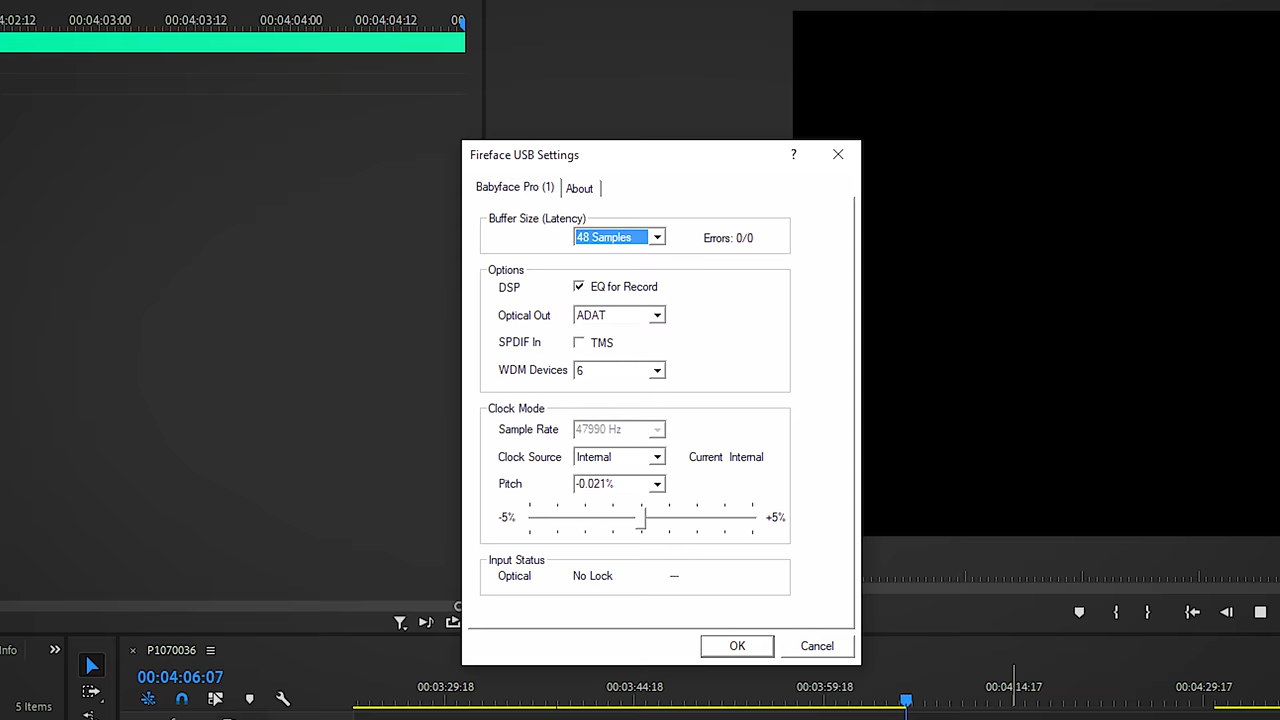 4:02:12 00:04:03:00 00:04:03:12 00:04:04:00 00:04:04:12 00
Fireface USB Settings ?
Babyface Pro (1) About
Buffer Size (Latency)
48 Samples Errors: 0/0
Options
DSP EQ for Record
Optical Out ADAT
SPDIF In TMS
WDM Devices 6
Clock Mode
Sample Rate 47990 Hz
Clock Source Internal Current Internal
Pitch -0.021%
-5% +5%
Input Status
Optical No Lock ---
OK Cancel
nfo >> × P1070036
00:04:06:07
5 Items
00:03:29:18 00:03:44:18 00:03:59:18 00:04:14:17 00:04:29:17